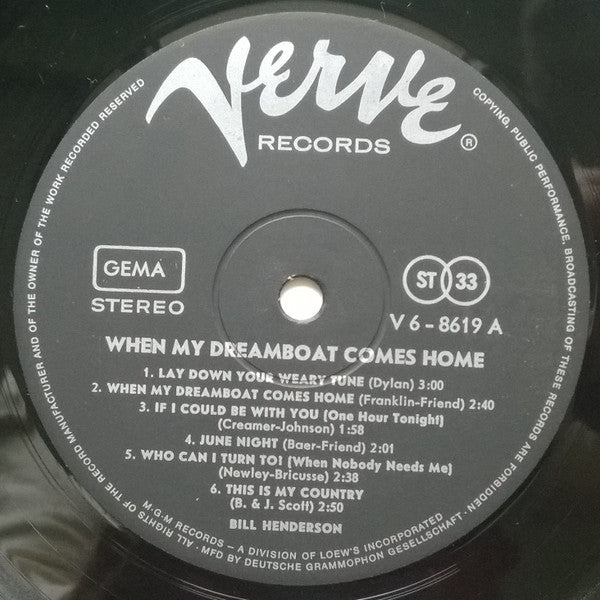 Verve
RECORDS ®
GEMA
STEREO
ST 33
V 6 - 8619 A
WHEN MY DREAMBOAT COMES HOME
1. LAY DOWN YOUR WEARY TUNE (Dylan) 3:00
2. WHEN MY DREAMBOAT COMES HOME (Franklin-Friend) 2:40
3. IF I COULD BE WITH YOU (One Hour Tonight)
(Creamer-Johnson) 1:58
4. JUNE NIGHT (Baer-Friend) 2:01
5. WHO CAN I TURN TO! (When Nobody Needs Me)
(Newley-Bricusse) 2:38
6. THIS IS MY COUNTRY
(B. & J. Scott) 2:50
BILL HENDERSON
M.G.M RECORDS – A DIVISION OF LOEW'S INCORPORATED
· ALL RIGHTS OF THE RECORD MANUFACTURER AND OF THE OWNER OF THE WORK RECORDED RESERVED
COPYING, PUBLIC PERFORMANCE, BROADCASTING OF THESE RECORDS ARE FORBIDDEN
· MFD BY DEUTSCHE GRAMMOPHON GESELLSCHAFT ·